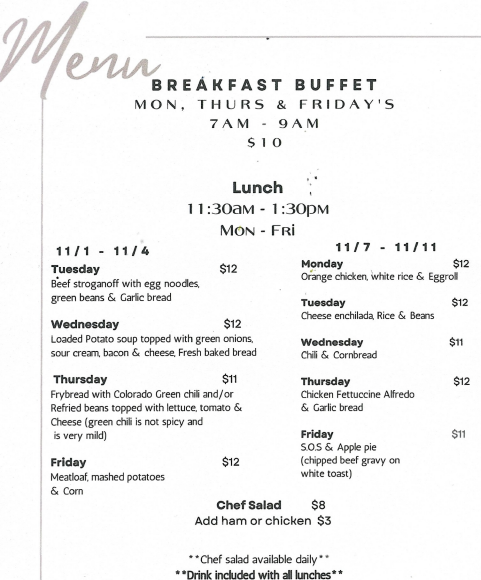 Menu
BREAKFAST BUFFET
MON, THURS & FRIDAY'S
7AM - 9AM
$10
Lunch
11:30AM - 1:30PM
MON - FRI
11/1 - 11/4
Tuesday $12
Beef stroganoff with egg noodles,
green beans & Garlic bread
Wednesday $12
Loaded Potato soup topped with green onions,
sour cream, bacon & cheese, Fresh baked bread
Thursday $11
Frybread with Colorado Green chili and/or
Refried beans topped with lettuce, tomato &
Cheese (green chili is not spicy and
is very mild)
Friday $12
Meatloaf, mashed potatoes
& Corn
11/7 - 11/11
Monday $12
Orange chicken, white rice & Eggroll
Tuesday $12
Cheese enchilada, Rice & Beans
Wednesday $11
Chili & Cornbread
Thursday $12
Chicken Fettuccine Alfredo
& Garlic bread
Friday $11
S.O.S & Apple pie
(chipped beef gravy on
white toast)
Chef Salad $8
Add ham or chicken $3
**Chef salad available daily**
**Drink included with all lunches**